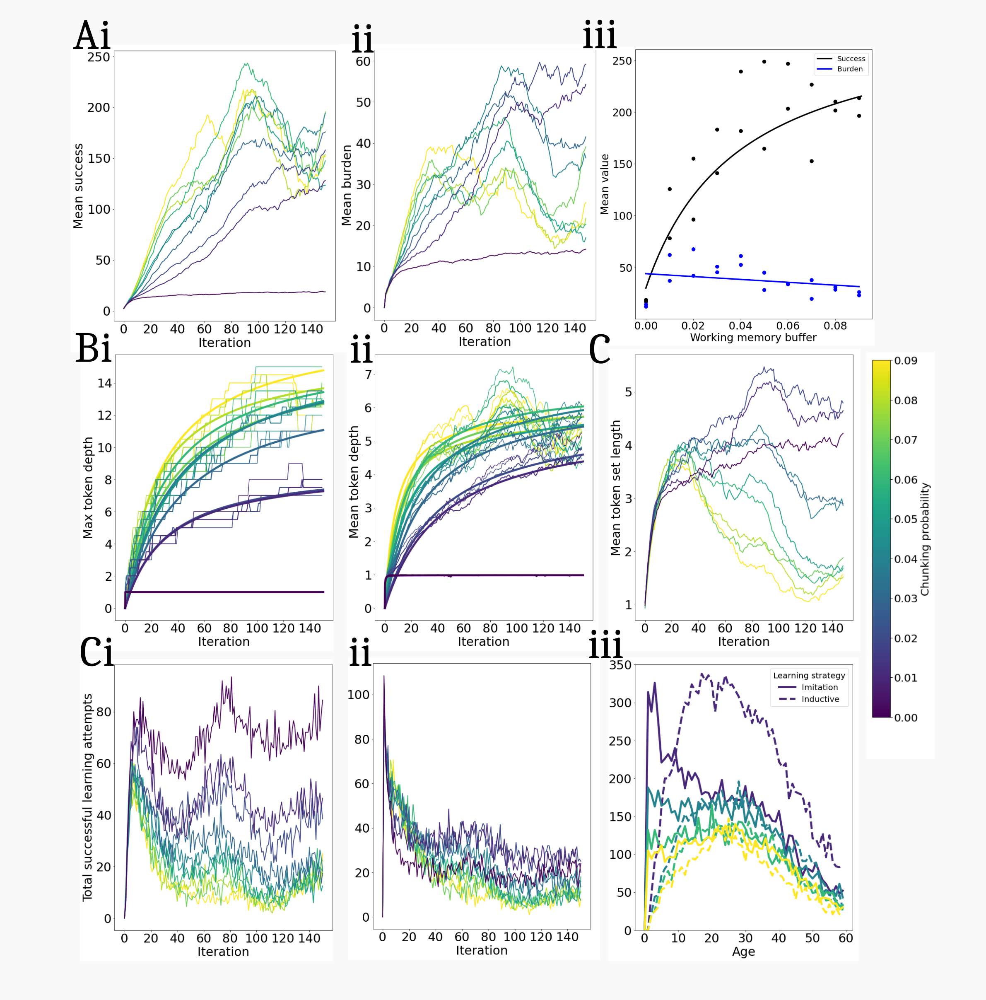 Ai
ii
iii
250
200
150
100
50
0
Mean success
0 20 40 60 80 100 120 140
Iteration
60
50
40
30
20
10
0
Mean burden
0 20 40 60 80 100 120 140
Iteration
250
200
150
100
50
Mean value
Success
Burden
0.00 0.02 0.04 0.06 0.08
Working memory buffer
Bi
ii
C
14
12
10
8
6
4
2
0
Max token depth
0 20 40 60 80 100 120 140
Iteration
7
6
5
4
3
2
1
0
Mean token depth
0 20 40 60 80 100 120 140
Iteration
5
4
3
2
1
Mean token set length
0 20 40 60 80 100 120 140
Iteration
0.09
0.08
0.07
0.06
0.05
0.04
0.03
0.02
0.01
0.00
Chunking probability
Ci
ii
iii
80
60
40
20
0
Total successful learning attempts
0 20 40 60 80 100 120 140
Iteration
100
80
60
40
20
0
0 20 40 60 80 100 120 140
Iteration
350
300
250
200
150
100
50
0
Learning strategy
Imitation
Inductive
0 10 20 30 40 50 60
Age